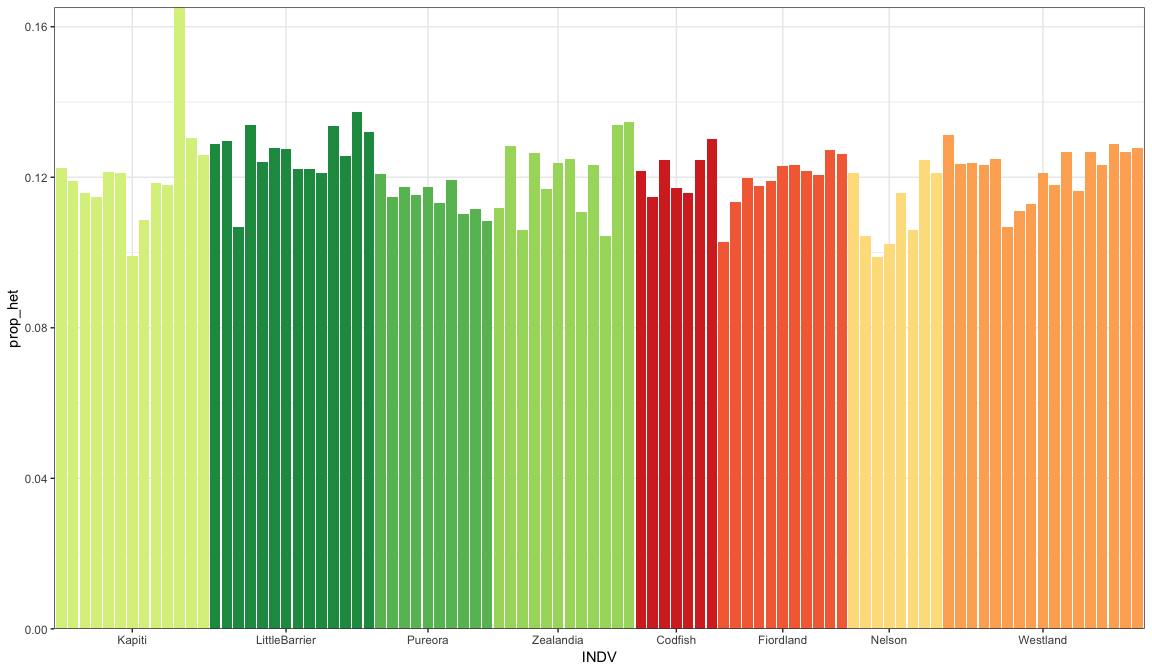 0.16
0.12
0.08
0.04
0.00
prop_het
Kapiti LittleBarrier Pureora Zealandia Codfish Fiordland Nelson Westland
INDV